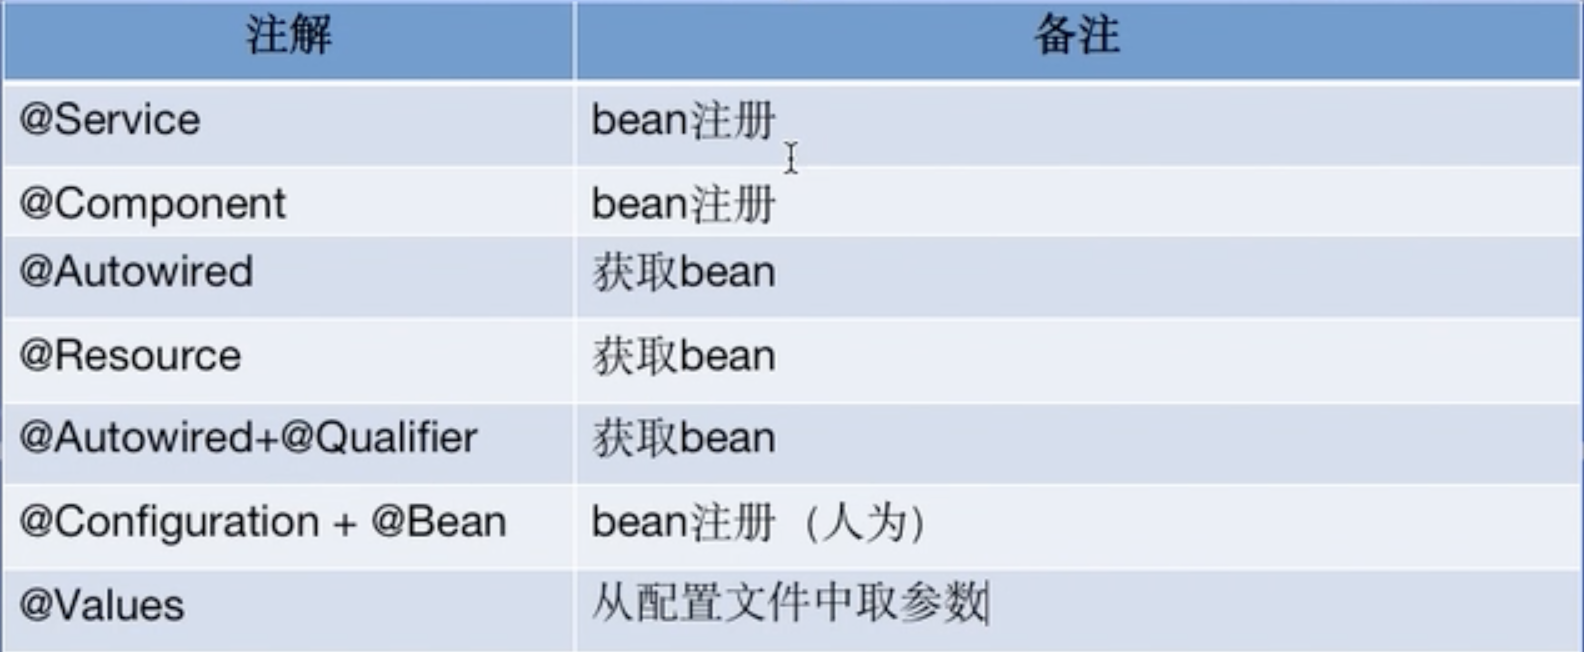 注解 备注
@Service bean注册
@Component bean注册
@Autowired 获取bean
@Resource 获取bean
@Autowired+@Qualifier 获取bean
@Configuration + @Bean bean注册（人为）
@Values 从配置文件中取参数